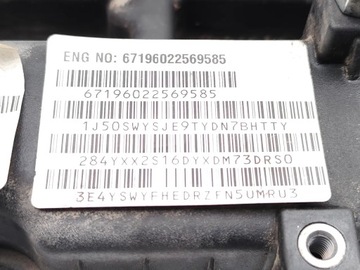 ENG NO: 67196022569585
67196022569585
1J50SWYSJE9TYDN7BHTTY
284YXX2S16DYXDM73DRS0
3E4YSWYFHEDRZFN5UMRU3